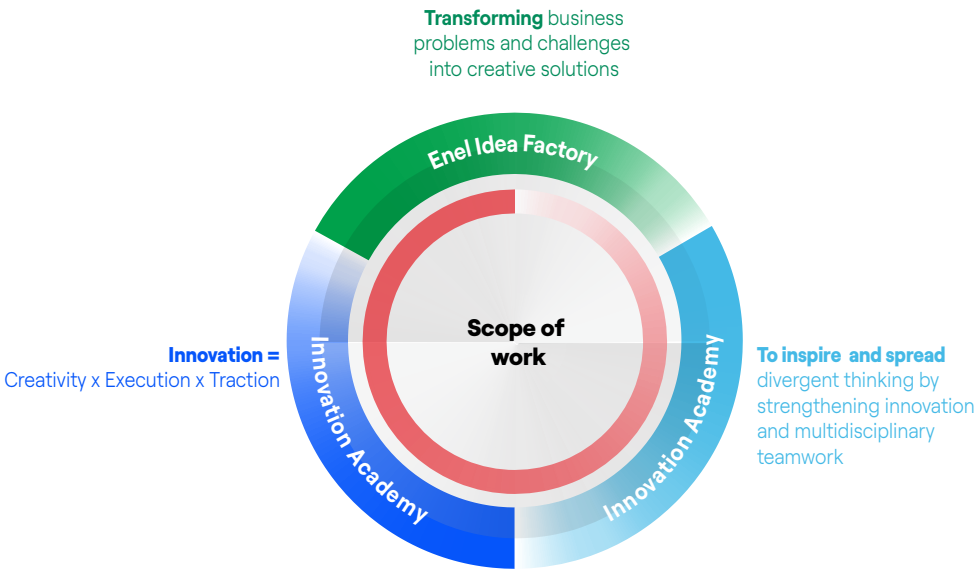 Transforming business
problems and challenges
into creative solutions
Enel Idea Factory
Scope of
work
Innovation =
Creativity x Execution x Traction
Innovation Academy
Innovation Academy
To inspire and spread
divergent thinking by
strengthening innovation
and multidisciplinary
teamwork